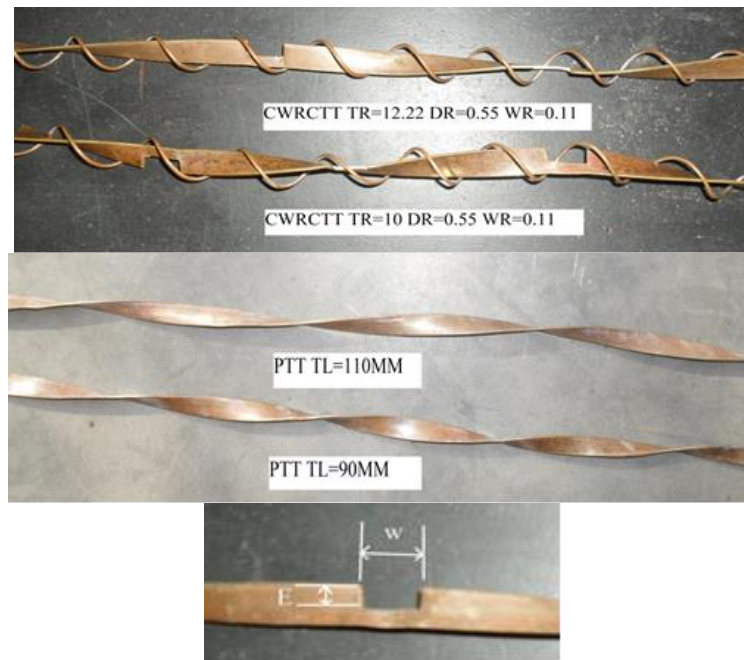 CWRCTT TR=12.22 DR=0.55 WR=0.11
CWRCTT TR=10 DR=0.55 WR=0.11
PTT TL=110MM
PTT TL=90MM
w
E